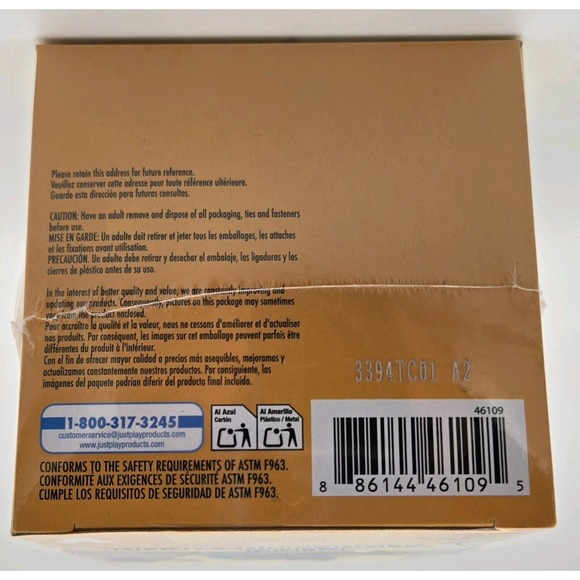 Please retain this address for future reference.
Veuillez conserver cette adresse pour toute référence ultérieure.
Guarde esta dirección para futuras consultas.
CAUTION: Have an adult remove and dispose of all packaging, ties and fasteners
before use.
MISE EN GARDE: Un adulte doit retirer et jeter tous les emballages, les attaches
et les fixations avant utilisation.
PRECAUCIÓN. Un adulto debe retirar y desechar el embalaje, las ligaduras y los
cierres de plástico antes de su uso.
In the interest of better quality and value, we are constantly improving and
updating our products. Consequently, pictures on this package may sometimes
vary from the product enclosed.
Pour accroître la qualité et la valeur, nous ne cessons d'améliorer et d'actualiser
nos produits. Par conséquent, les images sur cet emballage peuvent parfois être
différentes du produit à l'intérieur.
Con el fin de ofrecer mayor calidad a precios más asequibles, mejoramos y
actualizamos constantemente nuestros productos. Por consiguiente, las
imágenes del paquete podrían diferir del producto final incluido.
3394TC01 A2
1-800-317-3245
customerservice@justplayproducts.com
www.justplayproducts.com
Al Azul
Cartón
Al Amarillo
Plástico / Metal
46109
8 86144 46109 5
CONFORMS TO THE SAFETY REQUIREMENTS OF ASTM F963.
CONFORMITÉ AUX EXIGENCES DE SÉCURITÉ ASTM F963.
CUMPLE LOS REQUISITOS DE SEGURIDAD DE ASTM F963.